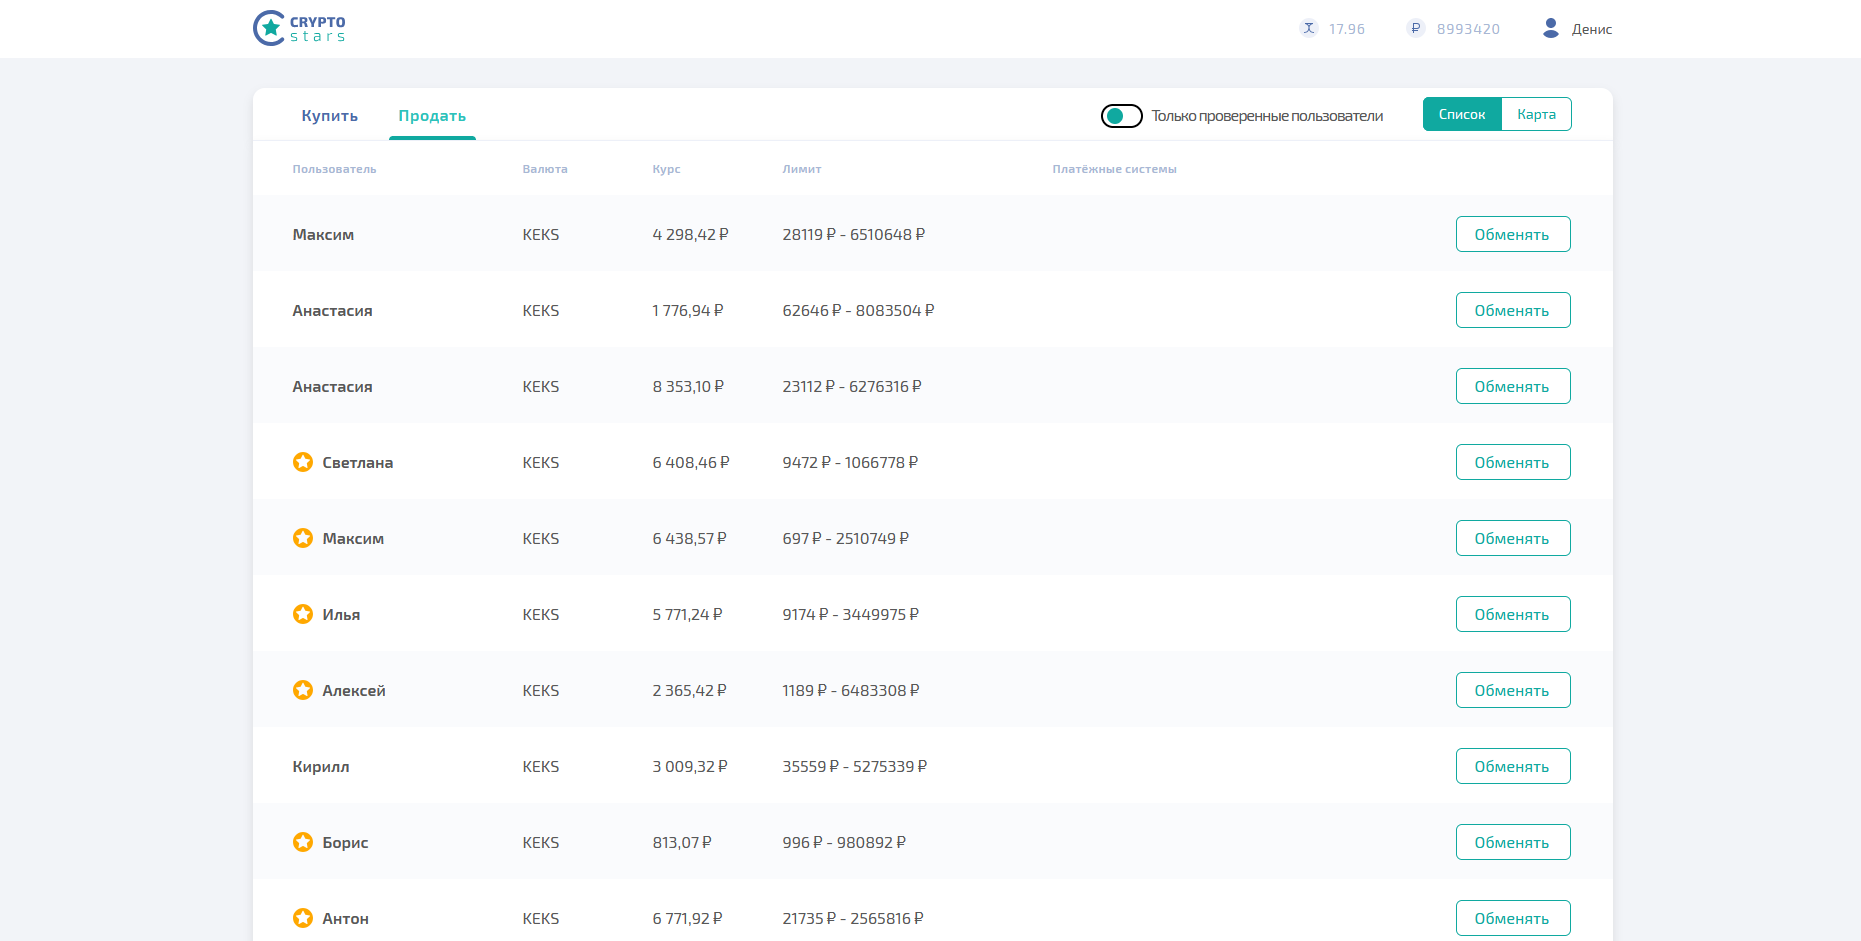 CRYPTO
stars
17.96
8993420
Денис
Купить
Продать
Только проверенные пользователи
Список
Карта
Пользователь Валюта Курс Лимит Платёжные системы
Максим KEKS 4 298,42 ₽ 28119 ₽ - 6510648 ₽ Обменять
Анастасия KEKS 1 776,94 ₽ 62646 ₽ - 8083504 ₽ Обменять
Анастасия KEKS 8 353,10 ₽ 23112 ₽ - 6276316 ₽ Обменять
Светлана KEKS 6 408,46 ₽ 9472 ₽ - 1066778 ₽ Обменять
Максим KEKS 6 438,57 ₽ 697 ₽ - 2510749 ₽ Обменять
Илья KEKS 5 771,24 ₽ 9174 ₽ - 3449975 ₽ Обменять
Алексей KEKS 2 365,42 ₽ 1189 ₽ - 6483308 ₽ Обменять
Кирилл KEKS 3 009,32 ₽ 35559 ₽ - 5275339 ₽ Обменять
Борис KEKS 813,07 ₽ 996 ₽ - 980892 ₽ Обменять
Антон KEKS 6 771,92 ₽ 21735 ₽ - 2565816 ₽ Обменять